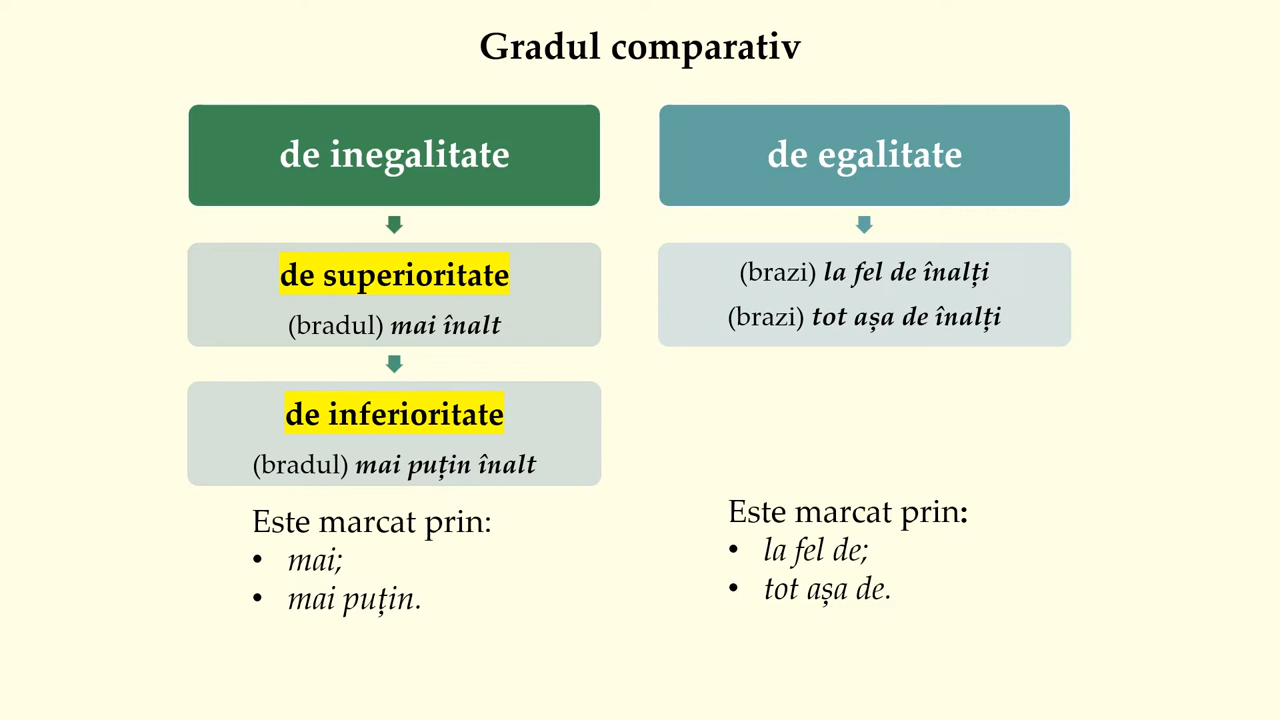 Gradul comparativ
de inegalitate
de superioritate
(bradul) mai înalt
de inferioritate
(bradul) mai puțin înalt
Este marcat prin:
• mai;
• mai puțin.
de egalitate
(brazi) la fel de înalți
(brazi) tot așa de înalți
Este marcat prin:
• la fel de;
• tot așa de.